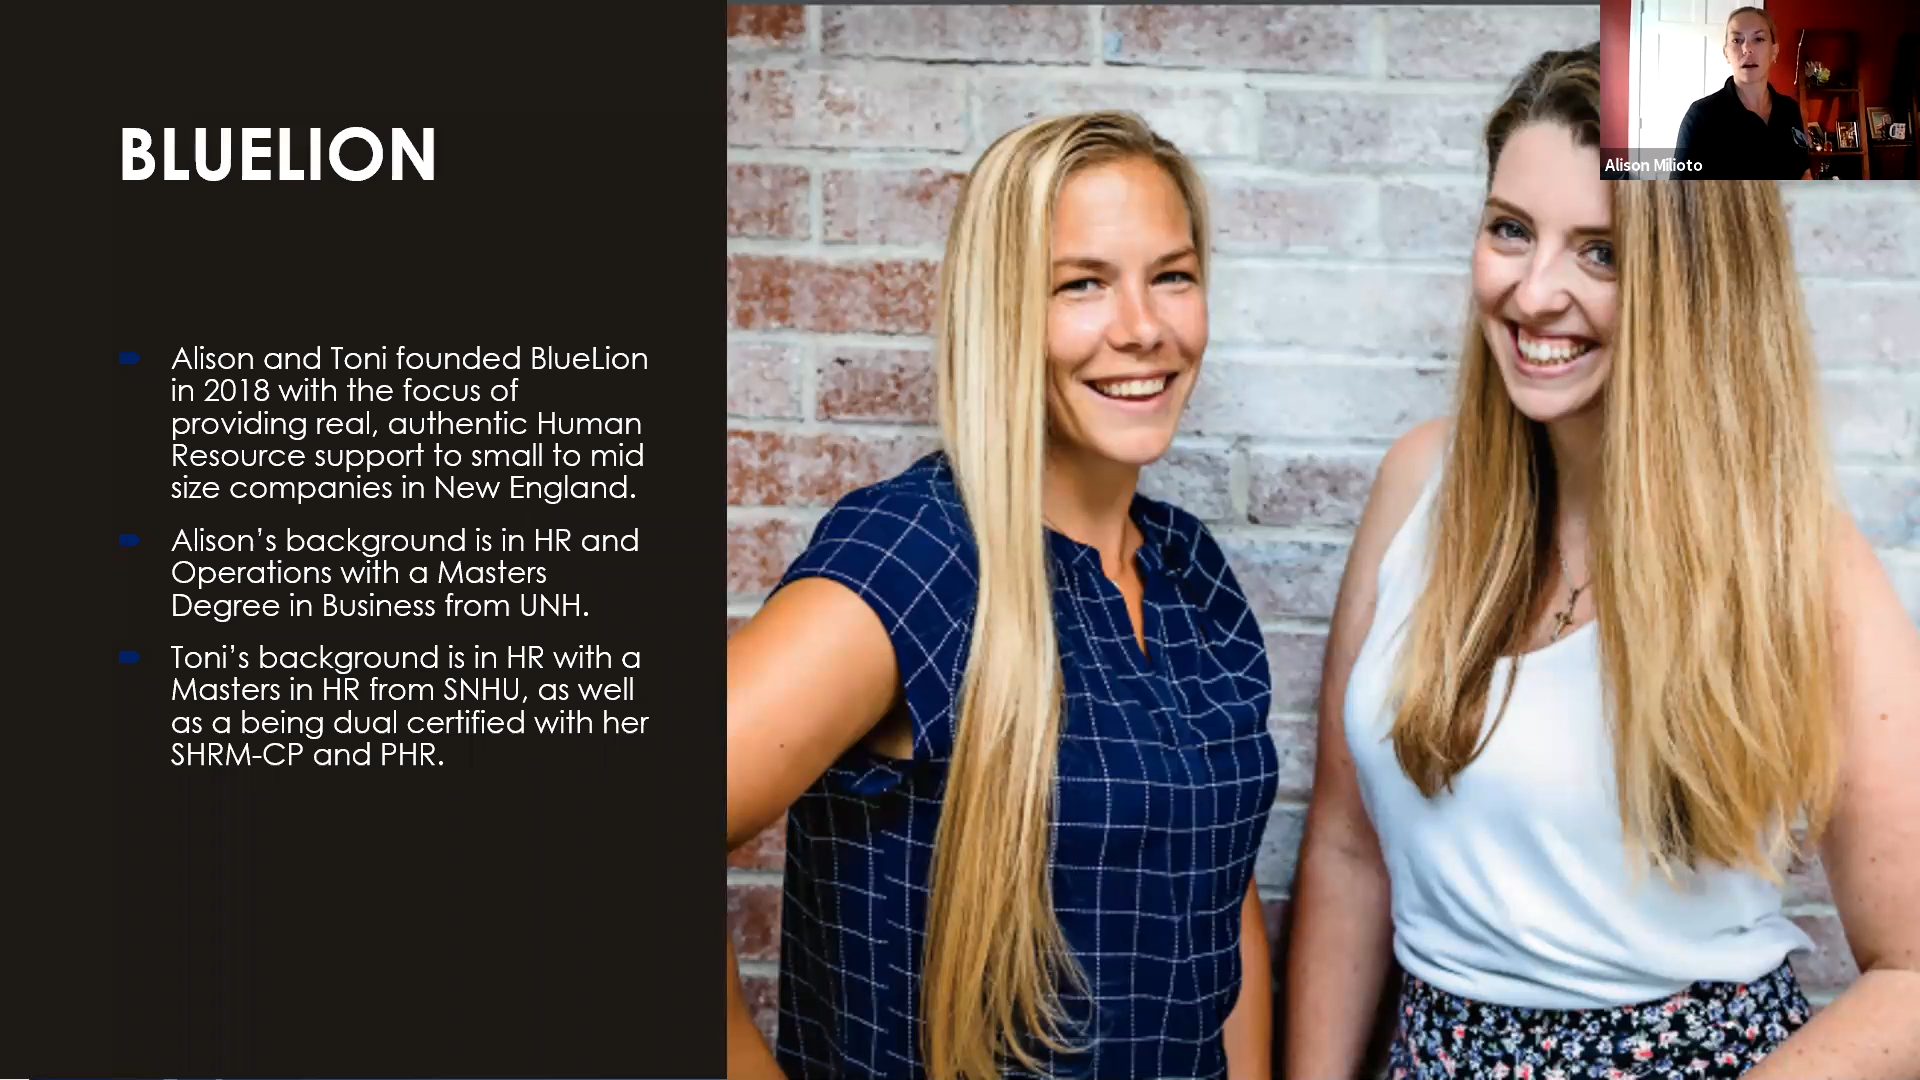 BLUELION
Alison and Toni founded BlueLion
in 2018 with the focus of
providing real, authentic Human
Resource support to small to mid
size companies in New England.
Alison’s background is in HR and
Operations with a Masters
Degree in Business from UNH.
Toni’s background is in HR with a
Masters in HR from SNHU, as well
as a being dual certified with her
SHRM-CP and PHR.
Alison Milioto